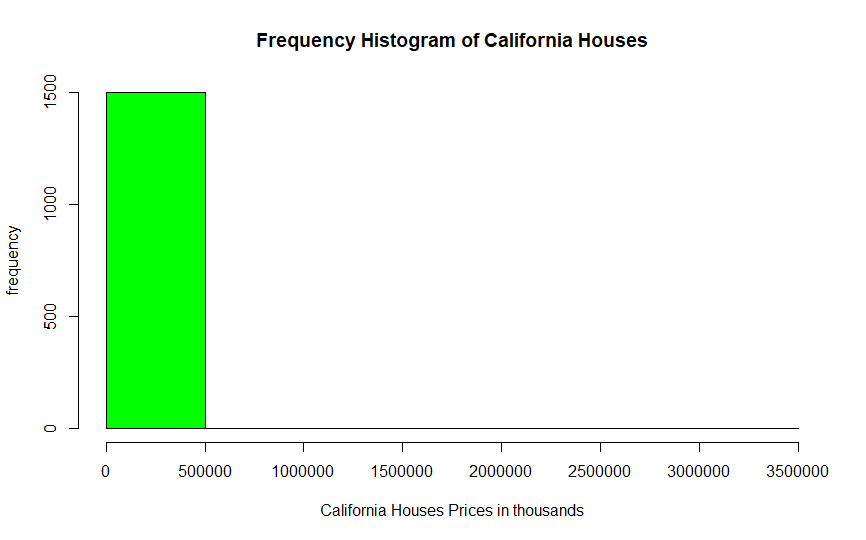 Frequency Histogram of California Houses
frequency
1500
1000
500
0
0 500000 1000000 1500000 2000000 2500000 3000000 3500000
California Houses Prices in thousands